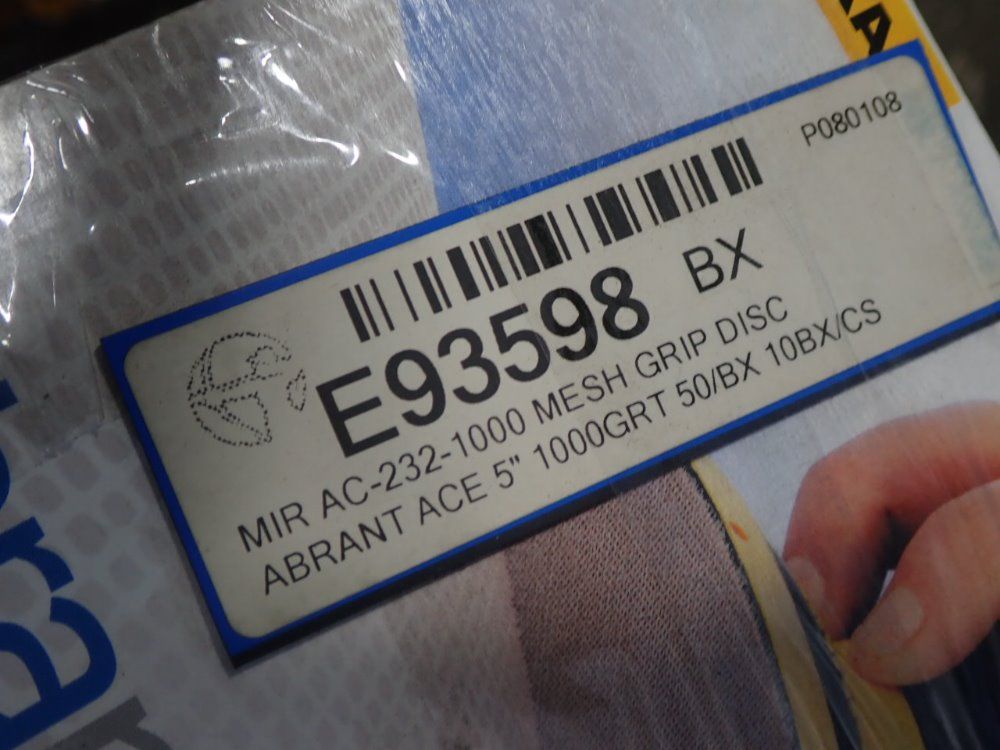 P080108
E93598 BX
MIR AC-232-1000 MESH GRIP DISC
ABRANT ACE 5" 1000GRT 50/BX 10BX/CS